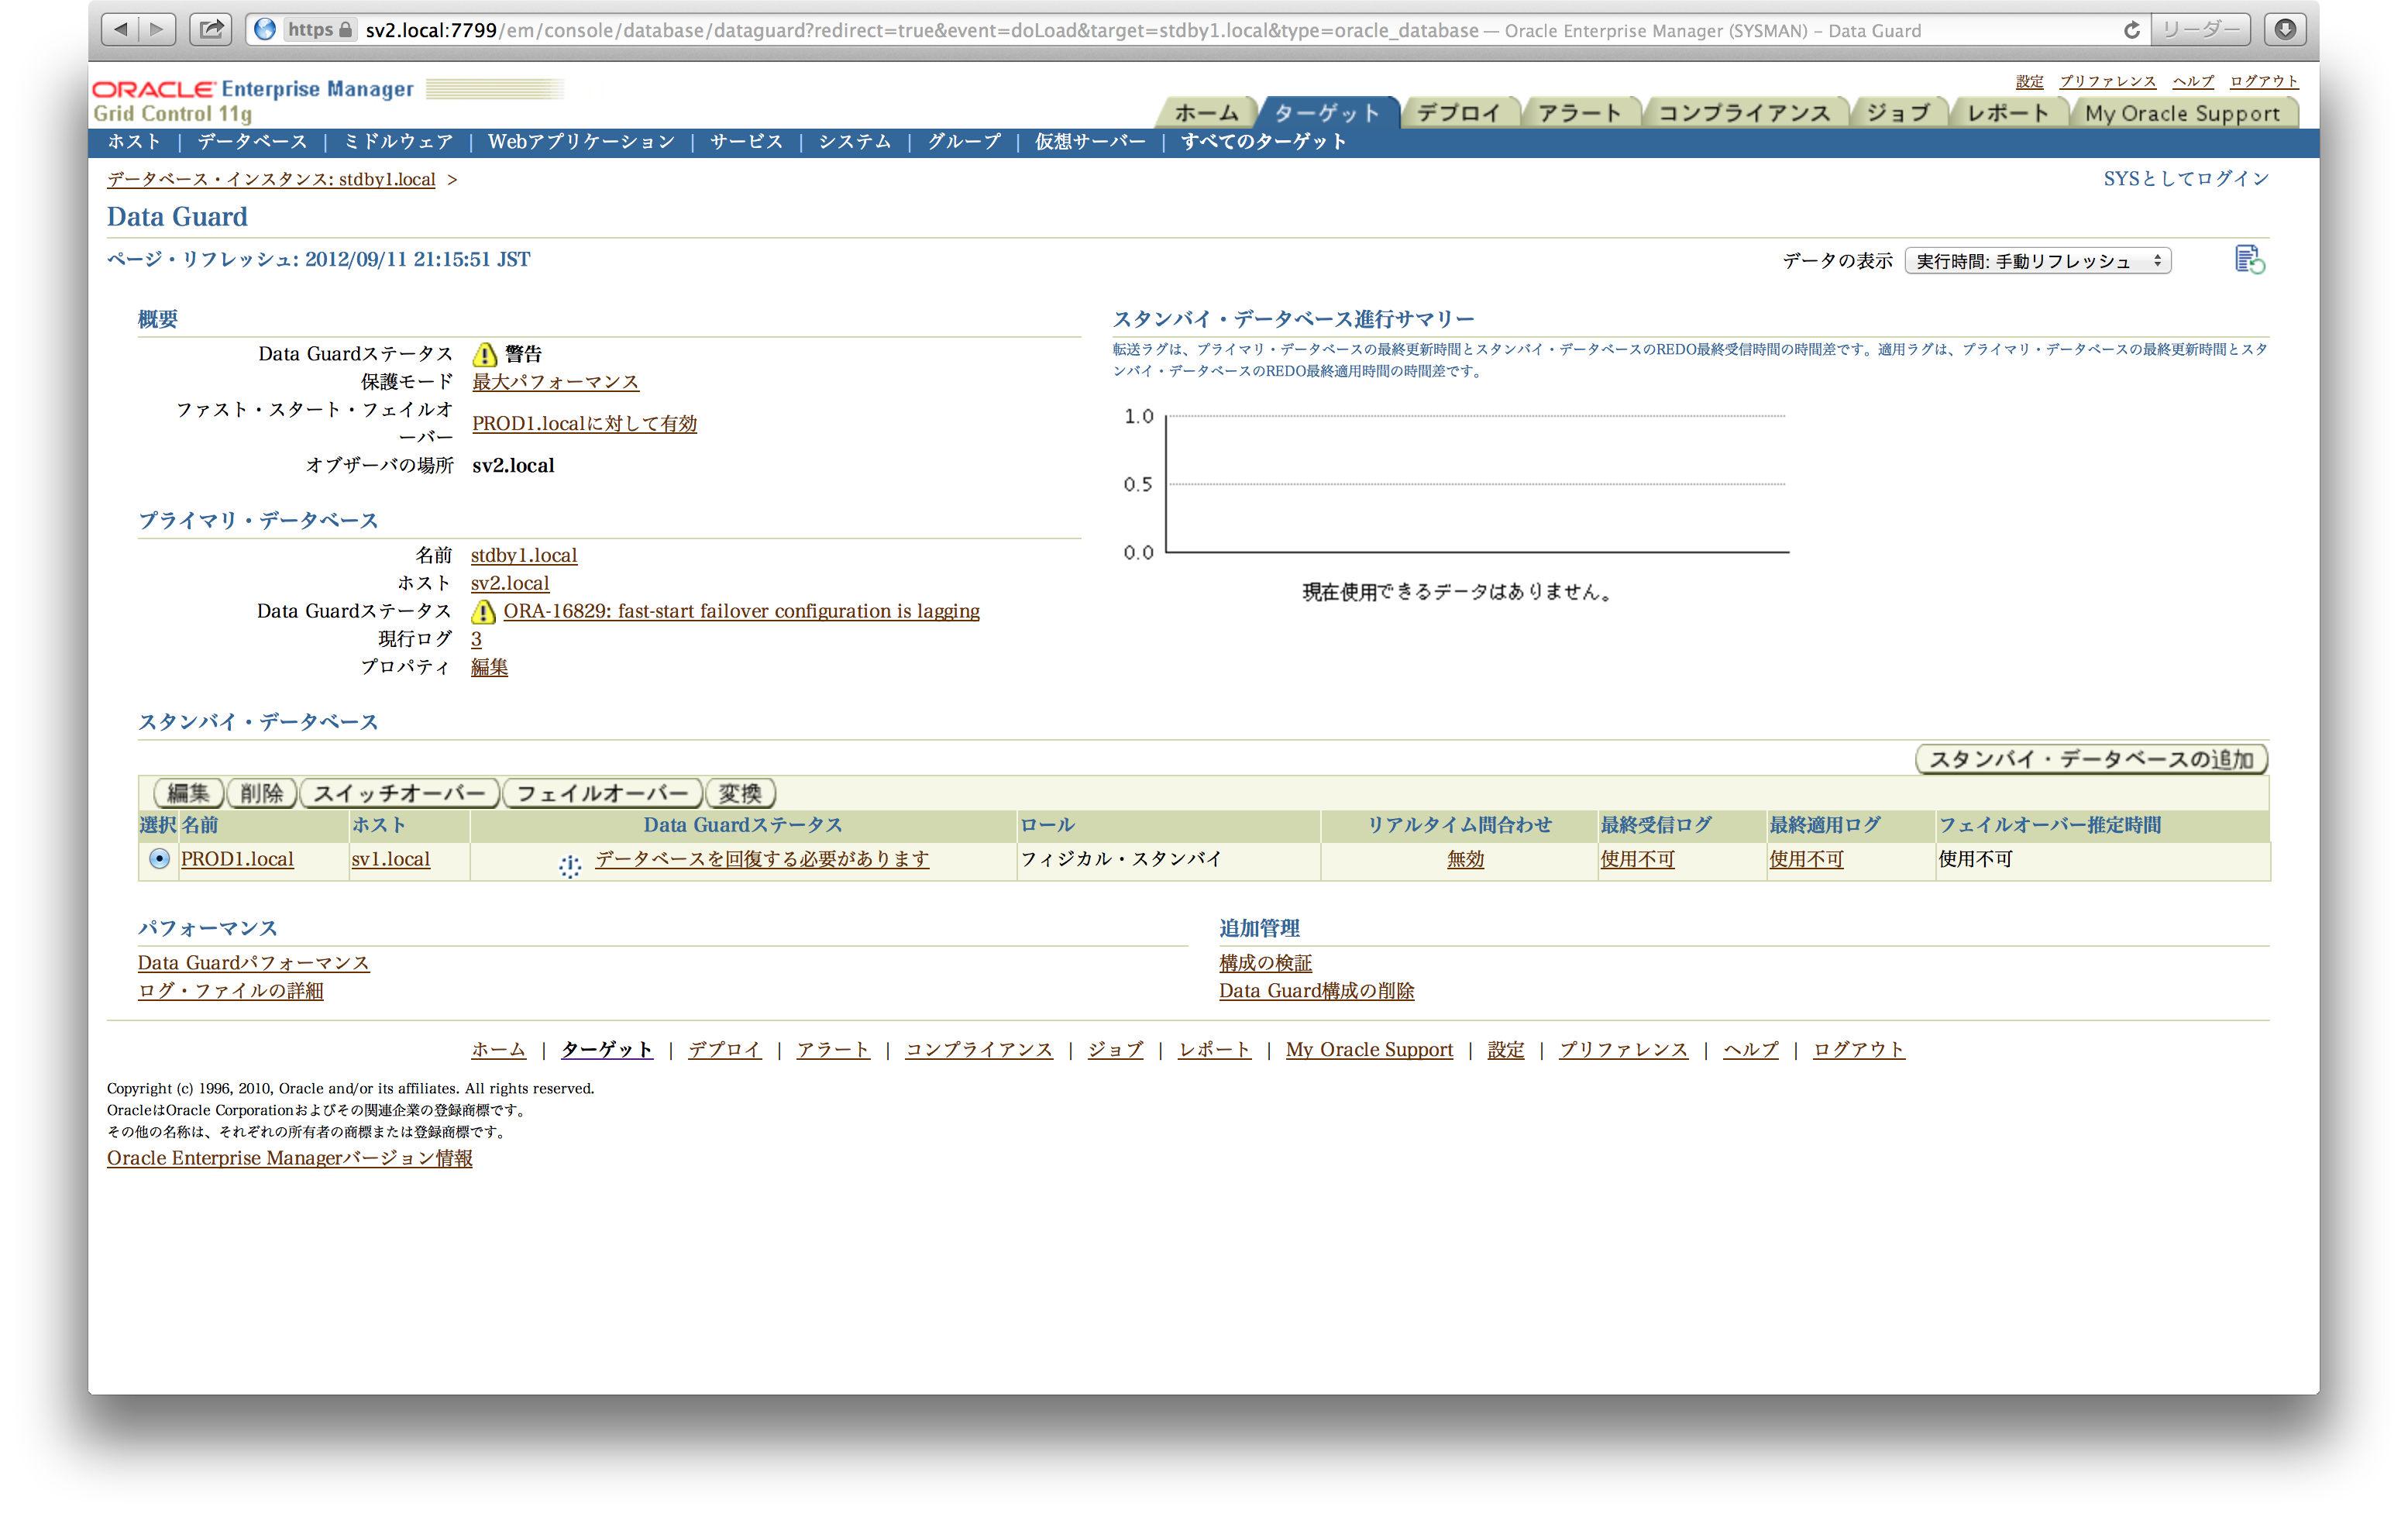 https sv2.local:7799/em/console/database/dataguard?redirect=true&event=doLoad&target=stdby1.local&type=oracle_database — Oracle Enterprise Manager (SYSMAN) – Data Guard リーダー
設定 プリファレンス ヘルプ ログアウト
ORACLE Enterprise Manager
Grid Control 11g
ホーム ターゲット デプロイ アラート コンプライアンス ジョブ レポート My Oracle Support
ホスト | データベース | ミドルウェア | Webアプリケーション | サービス | システム | グループ | 仮想サーバー | すべてのターゲット
データベース・インスタンス: stdby1.local >
SYSとしてログイン
Data Guard
ページ・リフレッシュ: 2012/09/11 21:15:51 JST
データの表示 実行時間: 手動リフレッシュ
概要
Data Guardステータス 警告
保護モード 最大パフォーマンス
ファスト・スタート・フェイルオ
ーバー PROD1.localに対して有効
オブザーバの場所 sv2.local
スタンバイ・データベース進行サマリー
転送ラグは、プライマリ・データベースの最終更新時間とスタンバイ・データベースのREDO最終受信時間の時間差です。適用ラグは、プライマリ・データベースの最終更新時間とスタ
ンバイ・データベースのREDO最終適用時間の時間差です。
1.0
0.5
0.0
現在使用できるデータはありません。
プライマリ・データベース
名前 stdby1.local
ホスト sv2.local
Data Guardステータス ORA-16829: fast-start failover configuration is lagging
現行ログ 3
プロパティ 編集
スタンバイ・データベース
スタンバイ・データベースの追加
編集 削除 スイッチオーバー フェイルオーバー 変換
選択 名前 ホスト Data Guardステータス ロール リアルタイム問合わせ 最終受信ログ 最終適用ログ フェイルオーバー推定時間
PROD1.local sv1.local データベースを回復する必要があります フィジカル・スタンバイ 無効 使用不可 使用不可 使用不可
パフォーマンス
Data Guardパフォーマンス
ログ・ファイルの詳細
追加管理
構成の検証
Data Guard構成の削除
ホーム | ターゲット | デプロイ | アラート | コンプライアンス | ジョブ | レポート | My Oracle Support | 設定 | プリファレンス | ヘルプ | ログアウト
Copyright (c) 1996, 2010, Oracle and/or its affiliates. All rights reserved.
OracleはOracle Corporationおよびその関連企業の登録商標です。
その他の名称は、それぞれの所有者の商標または登録商標です。
Oracle Enterprise Managerバージョン情報